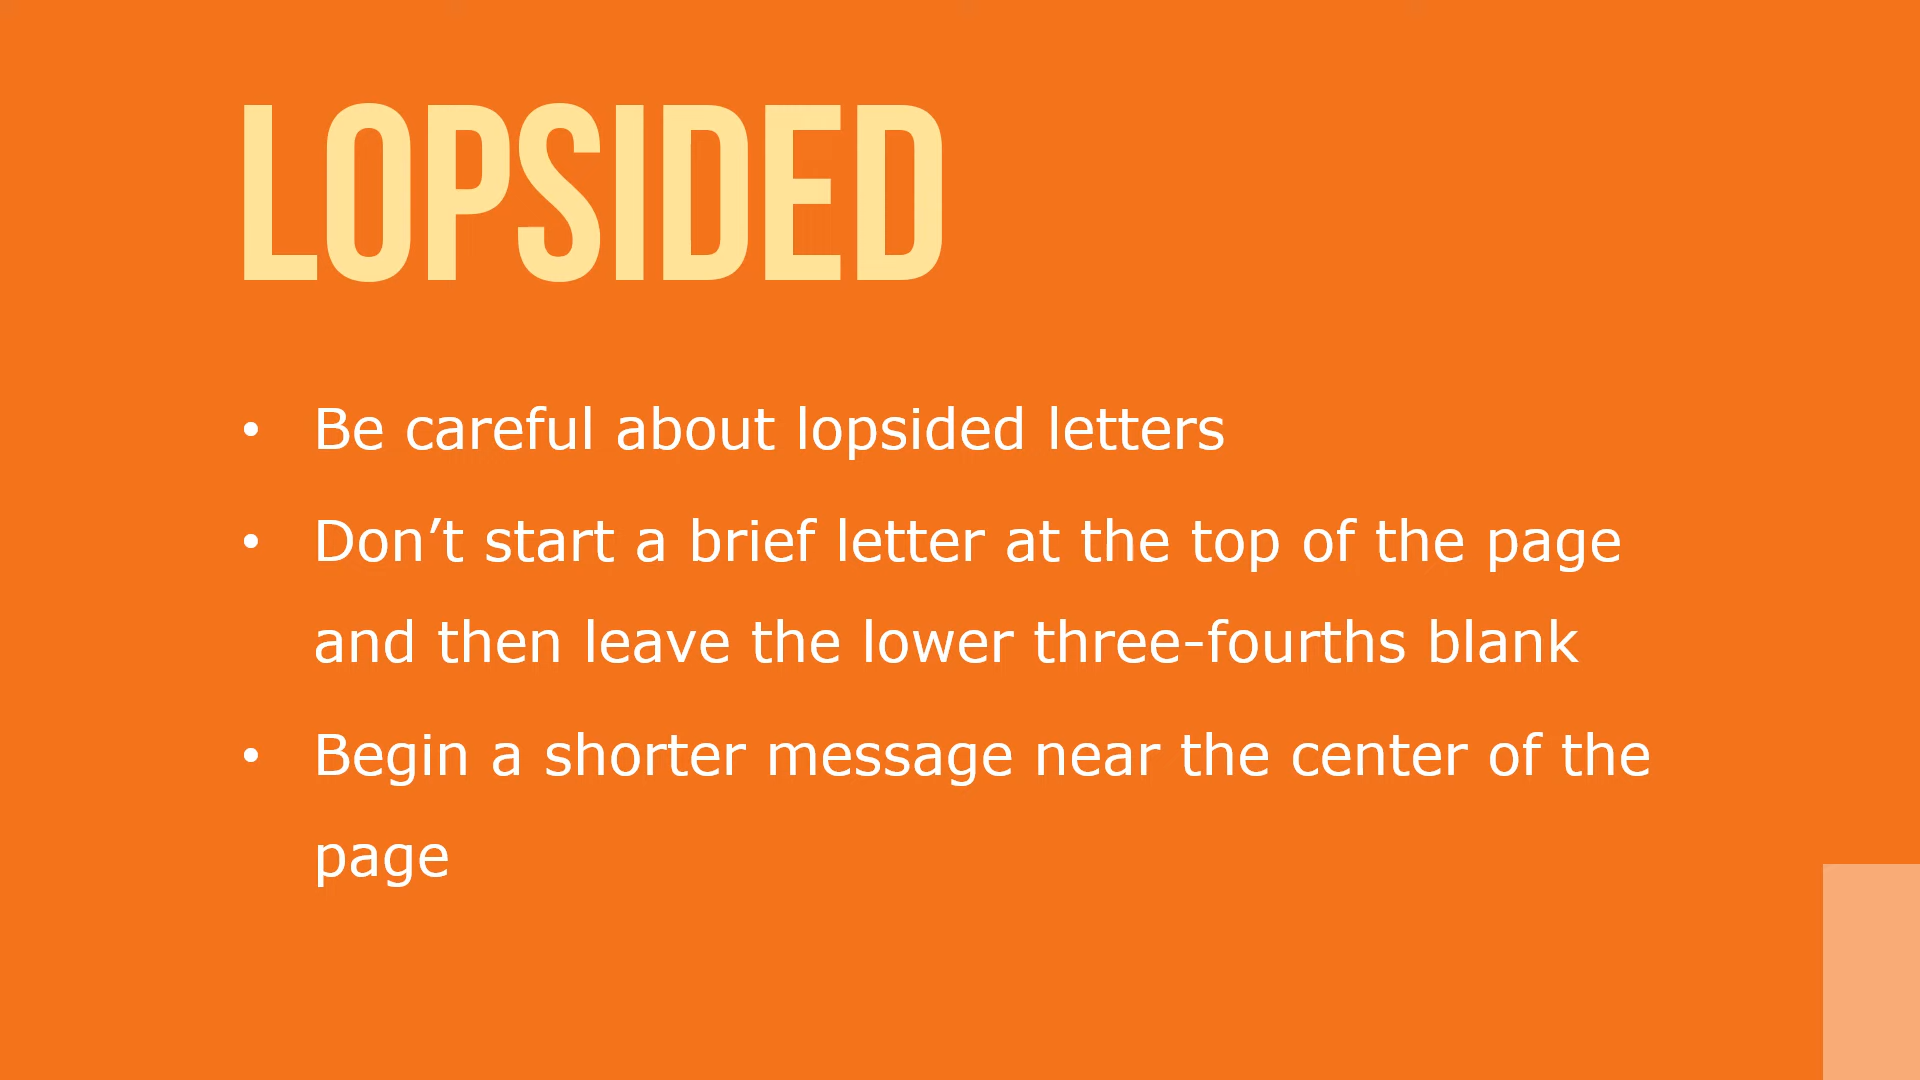 LOPSIDED
• Be careful about lopsided letters
• Don’t start a brief letter at the top of the page
and then leave the lower three-fourths blank
• Begin a shorter message near the center of the
page